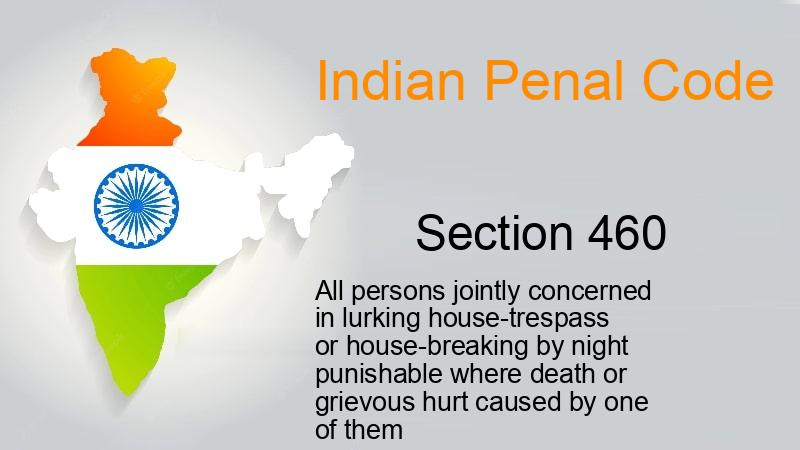 Indian Penal Code
Section 460
All persons jointly concerned
in lurking house-trespass
or house-breaking by night
punishable where death or
grievous hurt caused by one
of them